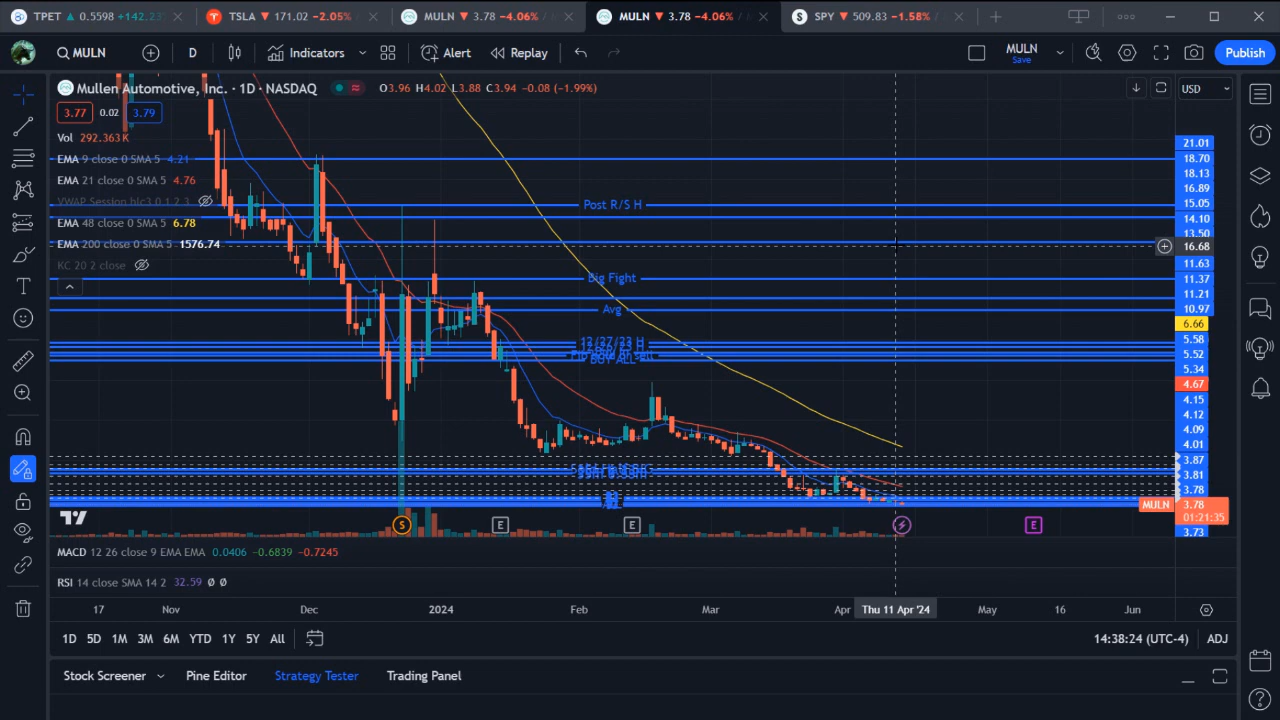 TPET 0.5598 +142.23
TSLA 171.02 −2.05%
MULN 3.78 −4.06%
MULN 3.78 −4.06%
SPY 509.83 −1.58%
MULN
D
Indicators
Alert
Replay
MULN
Save
Publish
Mullen Automotive, Inc. · 1D · NASDAQ
O3.96 H4.02 L3.88 C3.94 −0.08 (−1.99%)
USD
3.77 0.02 3.79
Vol 292.363K
EMA 9 close 0 SMA 5 4.21
EMA 21 close 0 SMA 5 4.76
VWAP Session hlc3 0 1 2 3
EMA 48 close 0 SMA 5 6.78
EMA 200 close 0 SMA 5 1576.74
KC 20 2 close
Post R/S H
Big Fight
Avg
12/27/23 H
BUY ALL
21.01
18.70
18.13
16.89
15.05
14.10
13.50
16.68
11.63
11.37
11.21
10.97
6.66
5.58
5.52
5.34
4.67
4.15
4.12
4.09
4.01
3.87
3.81
3.78
MULN 3.78
01:21:35
3.73
S
E
E
E
MACD 12 26 close 9 EMA EMA 0.0406 −0.6839 −0.7245
RSI 14 close SMA 14 2 32.59 Ø Ø
17 Nov Dec 2024 Feb Mar Apr Thu 11 Apr '24 May 16 Jun
1D 5D 1M 3M 6M YTD 1Y 5Y All
14:38:24 (UTC-4) ADJ
Stock Screener
Pine Editor
Strategy Tester
Trading Panel